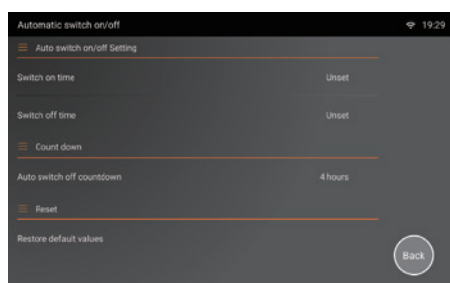 Automatic switch on/off 19:29
Auto switch on/off Setting
Switch on time Unset
Switch off time Unset
Count down
Auto switch off countdown 4 hours
Reset
Restore default values
Back